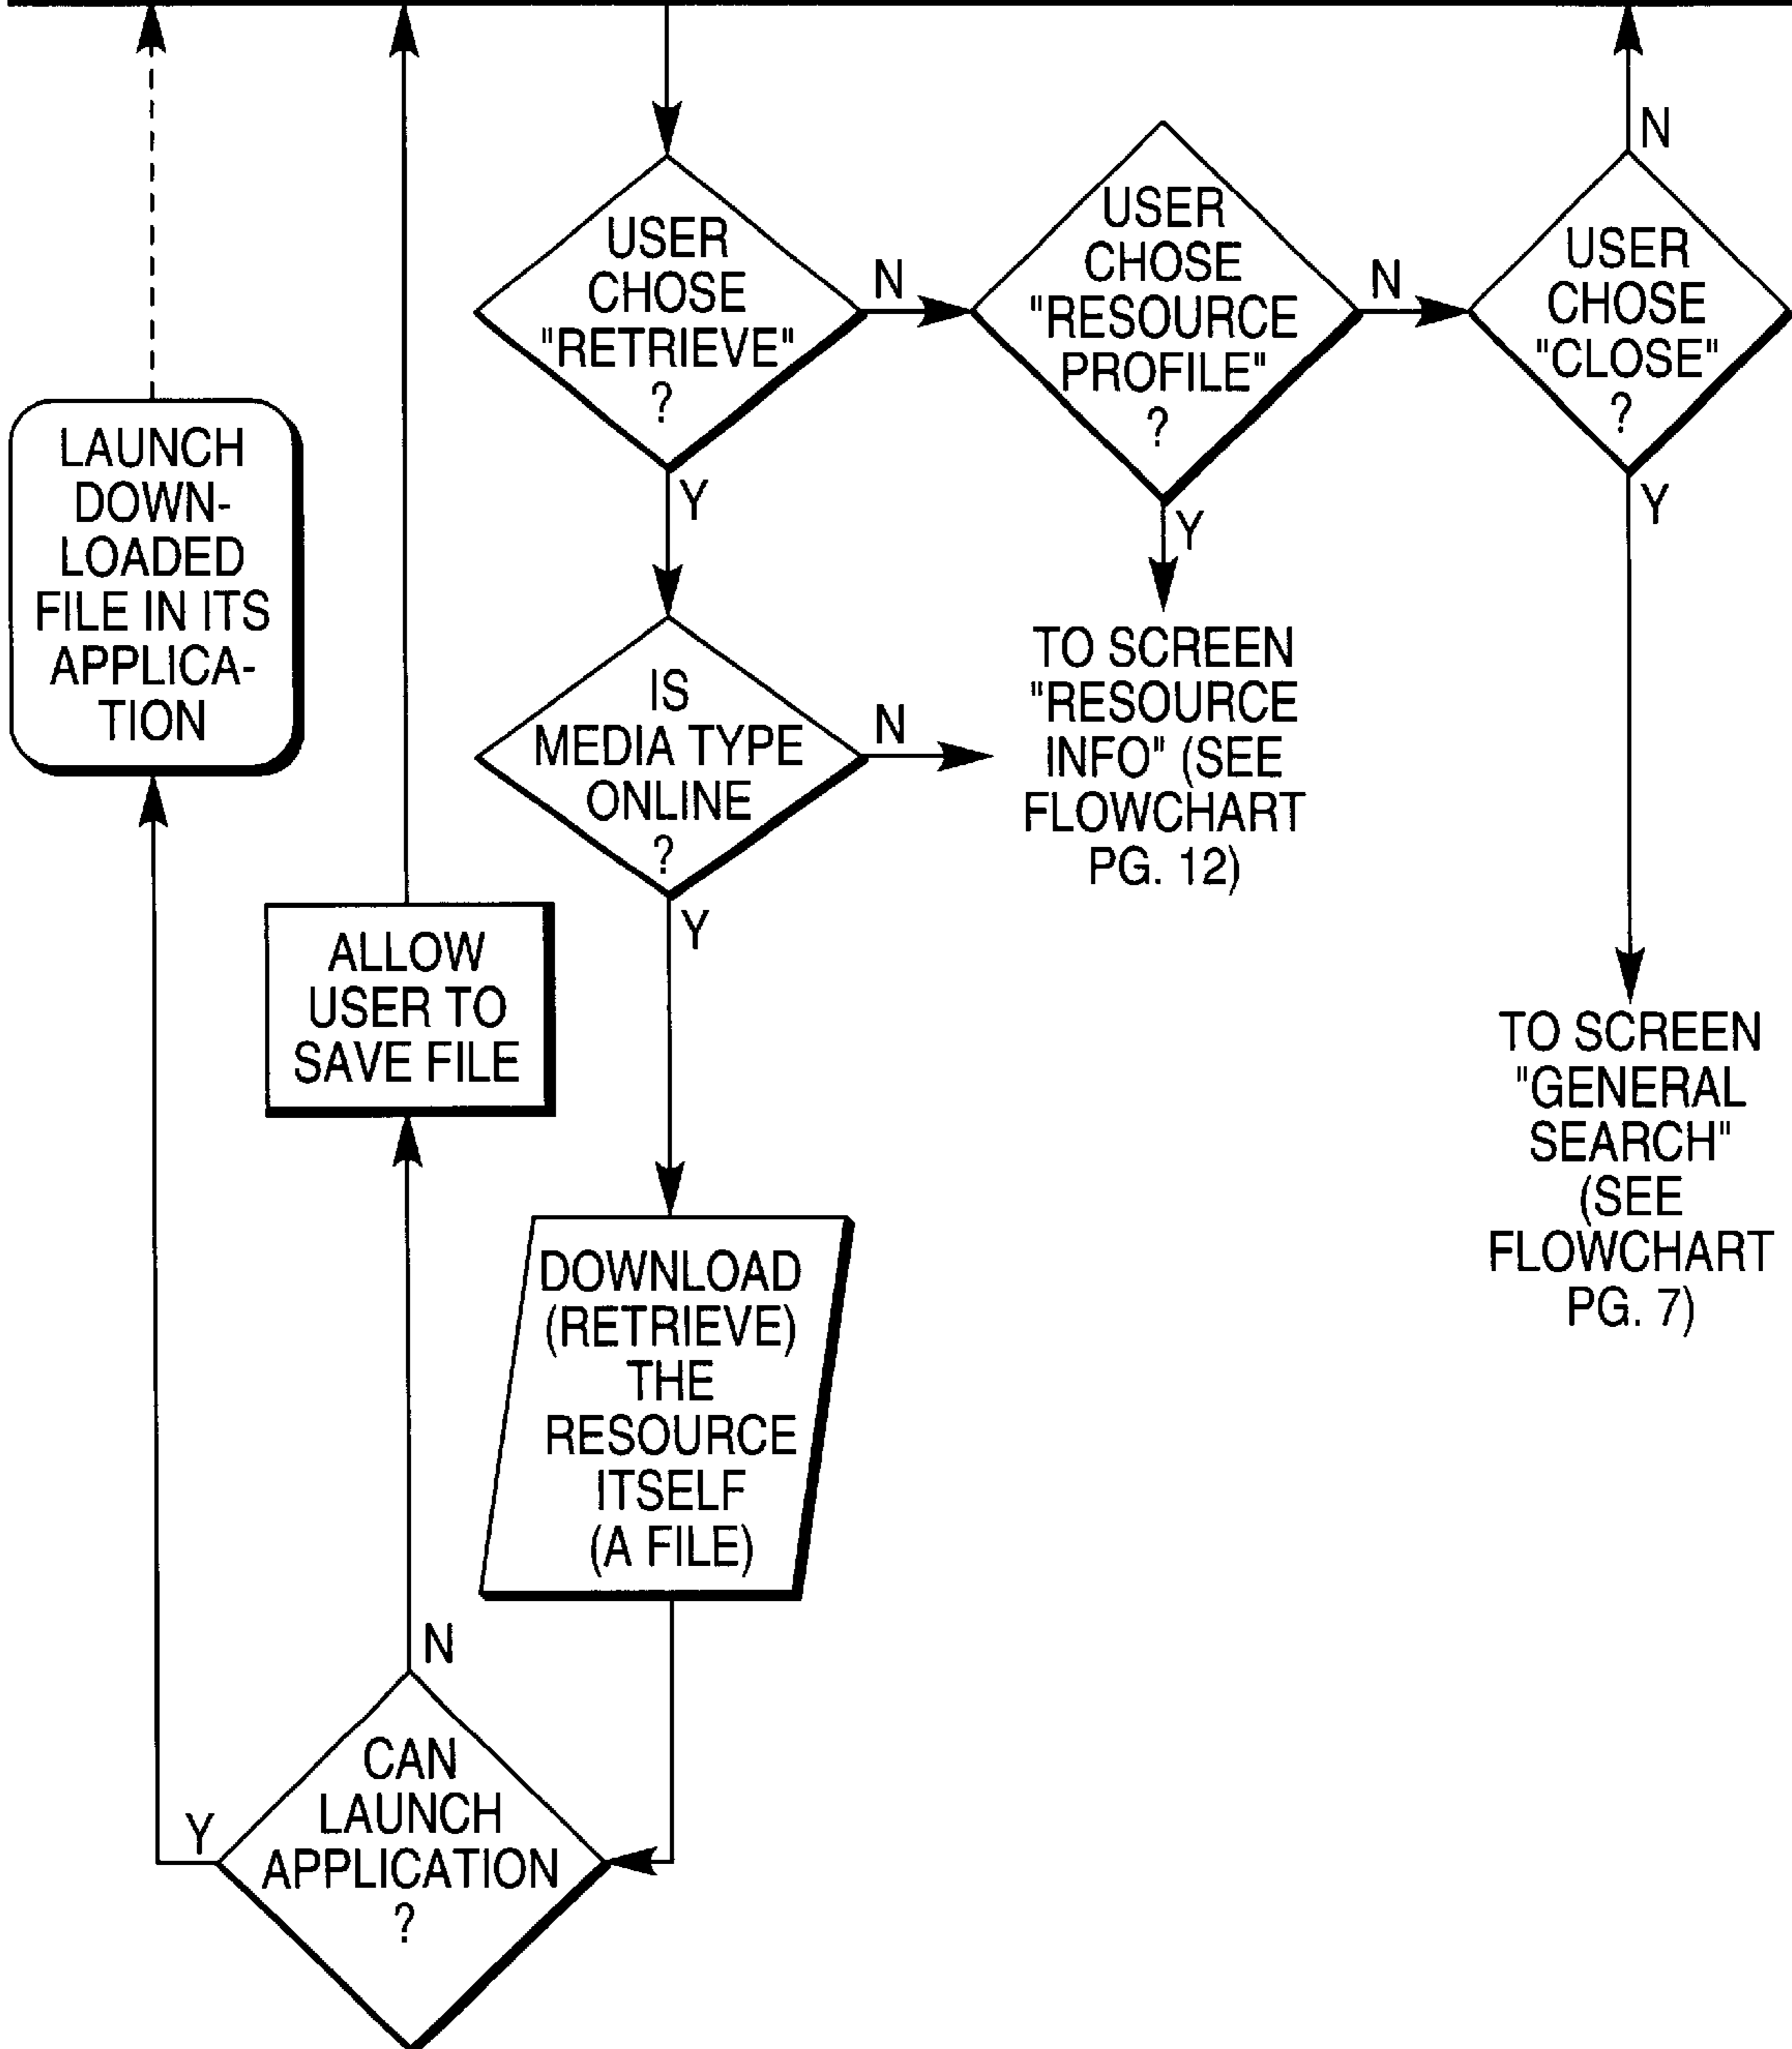 N
USER
CHOSE
"RETRIEVE"
?
N
USER
CHOSE
"RESOURCE
PROFILE"
?
N
USER
CHOSE
"CLOSE"
?
LAUNCH
DOWN-
LOADED
FILE IN ITS
APPLICA-
TION
Y
Y
Y
IS
MEDIA TYPE
ONLINE
?
N
TO SCREEN
"RESOURCE
INFO" (SEE
FLOWCHART
PG. 12)
Y
ALLOW
USER TO
SAVE FILE
TO SCREEN
"GENERAL
SEARCH"
(SEE
FLOWCHART
PG. 7)
DOWNLOAD
(RETRIEVE)
THE
RESOURCE
ITSELF
(A FILE)
N
CAN
LAUNCH
APPLICATION
?
Y